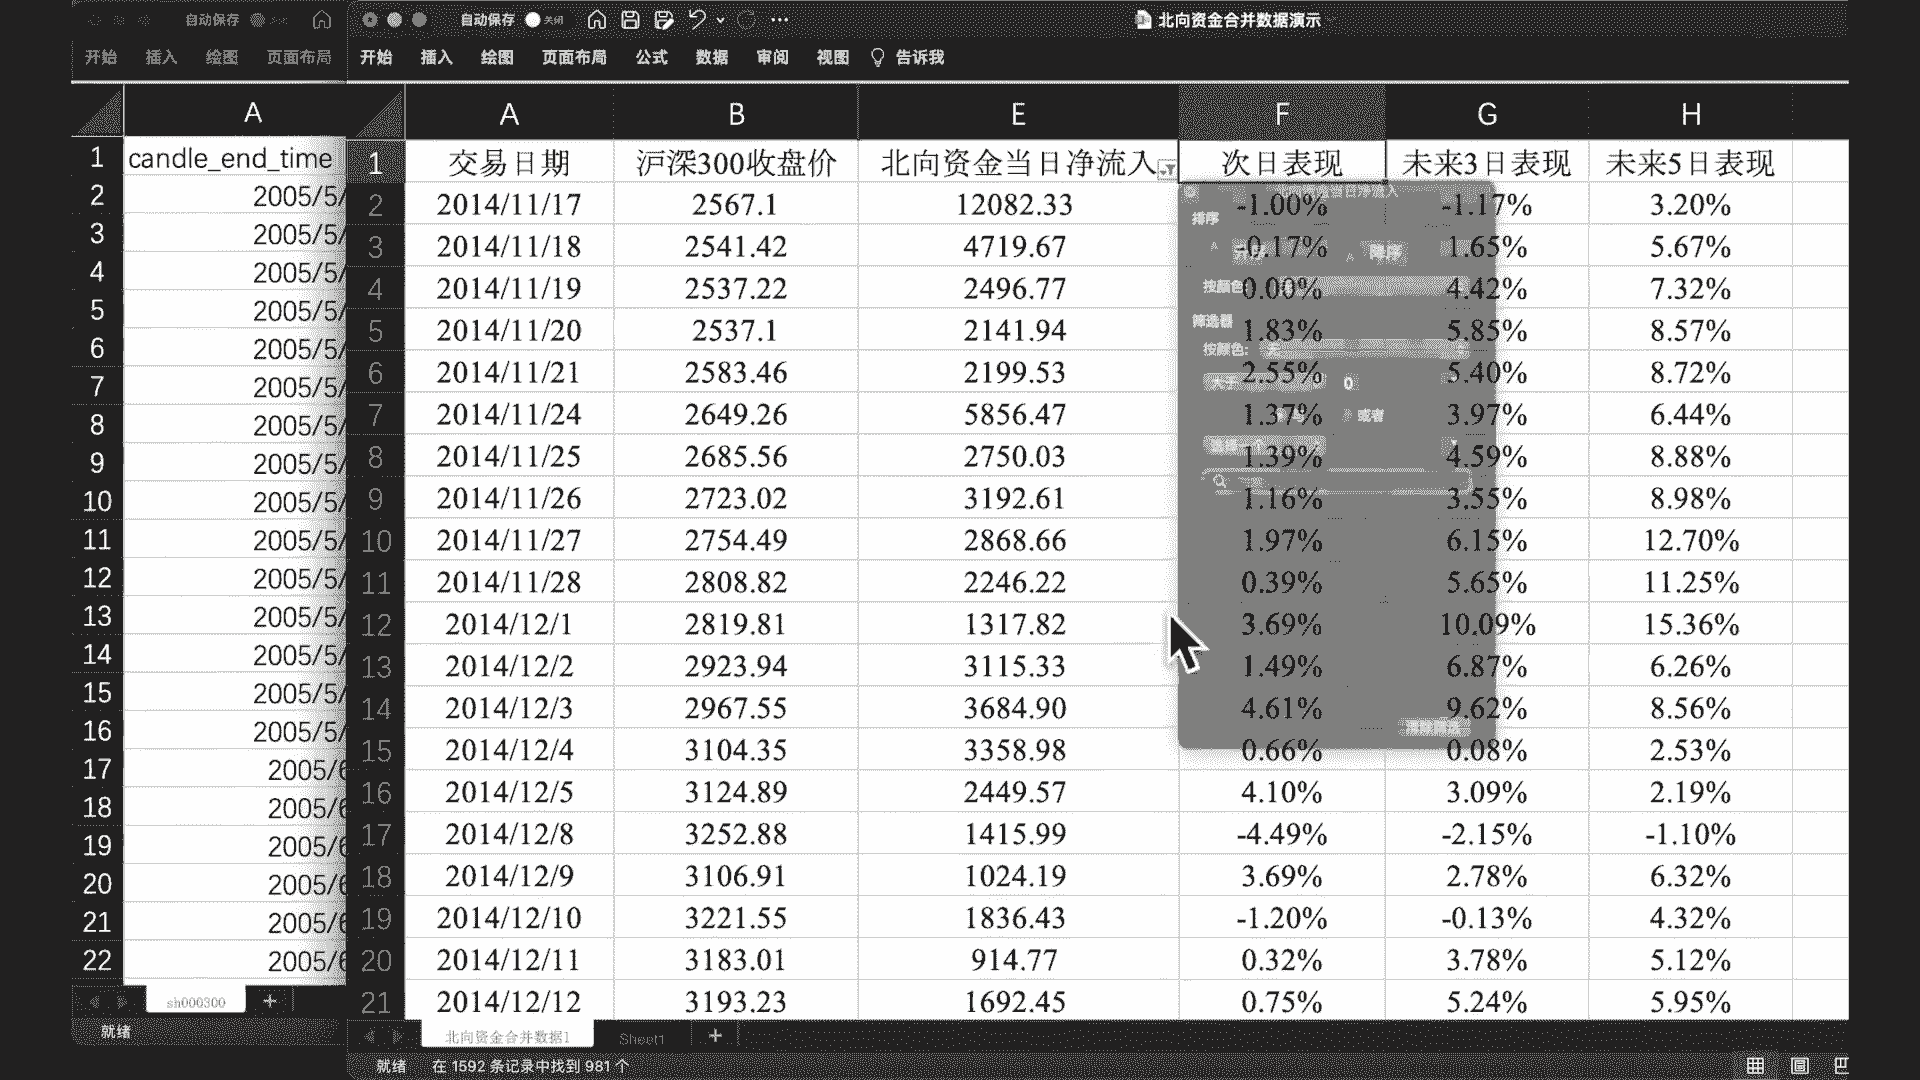 自动保存
自动保存 关闭
北向资金合并数据演示
开始 插入 绘图 页面布局
开始 插入 绘图 页面布局 公式 数据 审阅 视图 告诉我
A
1 candle_end_time
2 2005/5/
3 2005/5/
4 2005/5/
5 2005/5/
6 2005/5/
7 2005/5/
8 2005/5/
9 2005/5/
10 2005/5/
11 2005/5/
12 2005/5/
13 2005/5/
14 2005/5/
15 2005/5/
16 2005/5/
17 2005/6
18 2005/6
19 2005/6
20 2005/6
21 2005/6
22 2005/6
sh000300
就绪
A B E F G H
1 交易日期 沪深300收盘价 北向资金当日净流入 次日表现 未来3日表现 未来5日表现
2 2014/11/17 2567.1 12082.33 -1.00% -1.17% 3.20%
3 2014/11/18 2541.42 4719.67 -0.17% 1.65% 5.67%
4 2014/11/19 2537.22 2496.77 0.00% 4.42% 7.32%
5 2014/11/20 2537.1 2141.94 1.83% 5.85% 8.57%
6 2014/11/21 2583.46 2199.53 2.55% 5.40% 8.72%
7 2014/11/24 2649.26 5856.47 1.37% 3.97% 6.44%
8 2014/11/25 2685.56 2750.03 1.39% 4.59% 8.88%
9 2014/11/26 2723.02 3192.61 1.16% 3.55% 8.98%
10 2014/11/27 2754.49 2868.66 1.97% 6.15% 12.70%
11 2014/11/28 2808.82 2246.22 0.39% 5.65% 11.25%
12 2014/12/1 2819.81 1317.82 3.69% 10.09% 15.36%
13 2014/12/2 2923.94 3115.33 1.49% 6.87% 6.26%
14 2014/12/3 2967.55 3684.90 4.61% 9.62% 8.56%
15 2014/12/4 3104.35 3358.98 0.66% 0.08% 2.53%
16 2014/12/5 3124.89 2449.57 4.10% 3.09% 2.19%
17 2014/12/8 3252.88 1415.99 -4.49% -2.15% -1.10%
18 2014/12/9 3106.91 1024.19 3.69% 2.78% 6.32%
19 2014/12/10 3221.55 1836.43 -1.20% -0.13% 4.32%
20 2014/12/11 3183.01 914.77 0.32% 3.78% 5.12%
21 2014/12/12 3193.23 1692.45 0.75% 5.24% 5.95%
排序
降序
按颜色:
筛选器
按颜色:
大于 0
或者
北向资金合并数据1 Sheet1
就绪 在 1592 条记录中找到 981 个